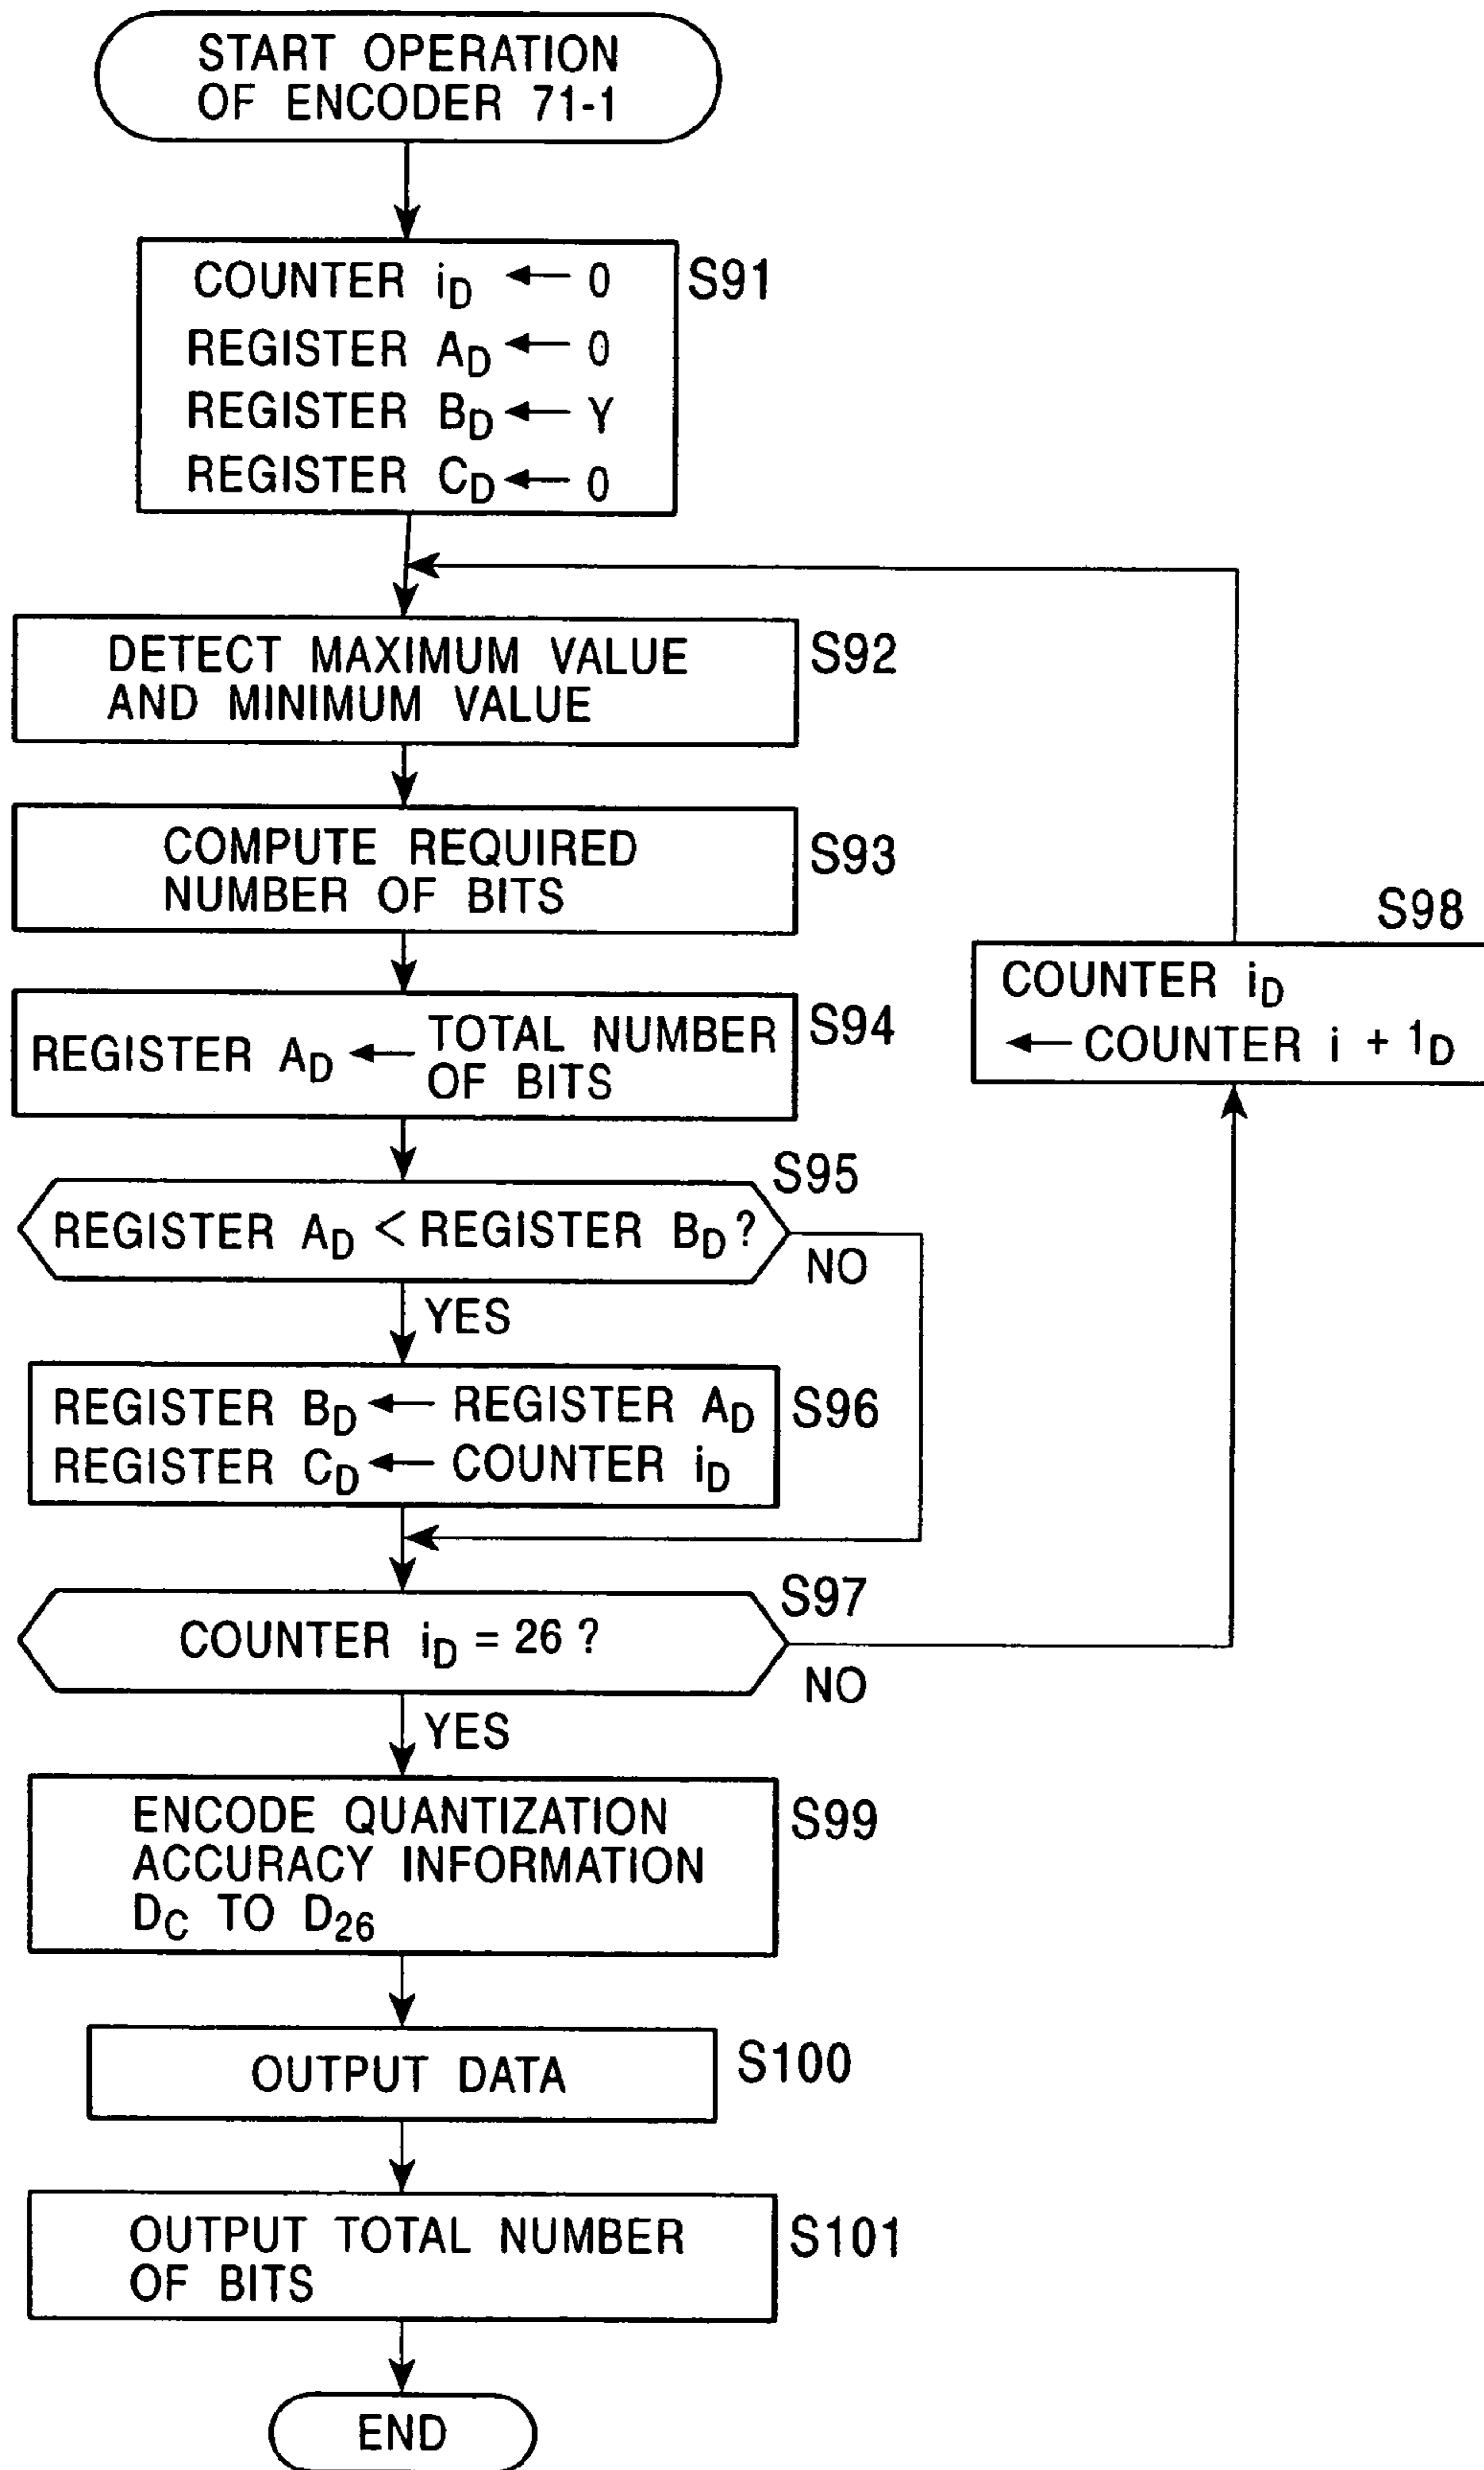 START OPERATION
OF ENCODER 71-1
COUNTER iD ← 0
REGISTER AD ← 0
REGISTER BD ← Y
REGISTER CD ← 0
S91
DETECT MAXIMUM VALUE
AND MINIMUM VALUE
S92
COMPUTE REQUIRED
NUMBER OF BITS
S93
REGISTER AD ← TOTAL NUMBER
OF BITS
S94
S98
COUNTER iD
← COUNTER i + 1D
S95
REGISTER AD < REGISTER BD ?
NO
YES
REGISTER BD ← REGISTER AD
REGISTER CD ← COUNTER iD
S96
S97
COUNTER iD = 26 ?
NO
YES
ENCODE QUANTIZATION
ACCURACY INFORMATION
DC TO D26
S99
OUTPUT DATA
S100
OUTPUT TOTAL NUMBER
OF BITS
S101
END